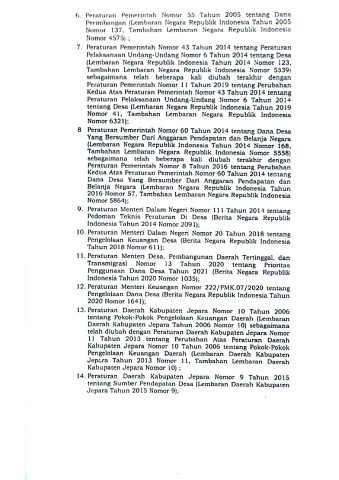 6. Peraturan Pemerintah Nomor 55 Tahun 2005 tentang Dana
Perimbangan (Lembaran Negara Republik Indonesia Tahun 2005
Nomor 137, Tambahan Lembaran Negara Republik Indonesia
Nomor 4575) ;
7. Peraturan Pemerintah Nomor 43 Tahun 2014 tentang Peraturan
Pelaksanaan Undang-Undang Nomor 6 Tahun 2014 tentang Desa
(Lembaran Negara Republik Indonesia Tahun 2014 Nomor 123,
Tambahan Lembaran Negara Republik Indonesia Nomor 5539)
sebagaimana telah beberapa kali diubah terakhir dengan
Peraturan Pemerintah Nomor 11 Tahun 2019 tentang Perubahan
Kedua Atas Peraturan Pemerintah Nomor 43 Tahun 2014 tentang
Peraturan Pelaksanaan Undang-Undang Nomor 6 Tahun 2014
tentang Desa (Lembaran Negara Republik Indonesia Tahun 2019
Nomor 41, Tambahan Lembaran Negara Republik Indonesia
Nomor 6321);
8 Peraturan Pemerintah Nomor 60 Tahun 2014 tentang Dana Desa
Yang Bersumber Dari Anggaran Pendapatan dan Belanja Negara
(Lembaran Negara Republik Indonesia Tahun 2014 Nomor 168,
Tambahan Lembaran Negara Republik Indonesia Nomor 5558)
sebagaimana telah beberapa kali diubah terakhir dengan
Peraturan Pemerintah Nomor 8 Tahun 2016 tentang Perubahan
Kedua Atas Peraturan Pemerintah Nomor 60 Tahun 2014 tentang
Dana Desa Yang Bersumber Dari Anggaran Pendapatan dan
Belanja Negara (Lembaran Negara Republik Indonesia Tahun
2016 Nomor 57, Tambahan Lembaran Negara Republik Indonesia
Nomor 5864);
9. Peraturan Menteri Dalam Negeri Nomor 111 Tahun 2014 tentang
Pedoman Teknis Peraturan Di Desa (Berita Negara Republik
Indonesia Tahun 2014 Nomor 2091);
10. Peraturan Menteri Dalam Negeri Nomor 20 Tahun 2018 tentang
Pengelolaan Keuangan Desa (Berita Negara Republik Indonesia
Tahun 2018 Nomor 611);
11. Peraturan Menteri Desa, Pembangunan Daerah Tertinggal, dan
Transmigrasi Nomor 13 Tahun 2020 tentang Prioritas
Penggunaan Dana Desa Tahun 2021 (Berita Negara Republik
Indonesia Tahun 2020 Nomor 1035);
12. Peraturan Menteri Keuangan Nomor 222/PMK.07/2020 tentang
Pengelolaan Dana Desa (Berita Negara Republik Indonesia Tahun
2020 Nomor 1641);
13. Peraturan Daerah Kabupaten Jepara Nomor 10 Tahun 2006
tentang Pokok-Pokok Pengelolaan Keuangan Daerah (Lembaran
Daerah Kabupaten Jepara Tahun 2006 Nomor 10) sebagaimana
telah diubah dengan Peraturan Daerah Kabupaten Jepara Nomor
11 Tahun 2013 tentang Perubahan Atas Peraturan Daerah
Kabupaten Jepara Nomor 10 Tahun 2006 tentang Pokok-Pokok
Pengelolaan Keuangan Daerah (Lembaran Daerah Kabupaten
Jepara Tahun 2013 Nomor 11, Tambahan Lembaran Daerah
Kabupaten Jepara Nomor 10) ;
14. Peraturan Daerah Kabupaten Jepara Nomor 9 Tahun 2015
tentang Sumber Pendapatan Desa (Lembaran Daerah Kabupaten
Jepara Tahun 2015 Nomor 9);